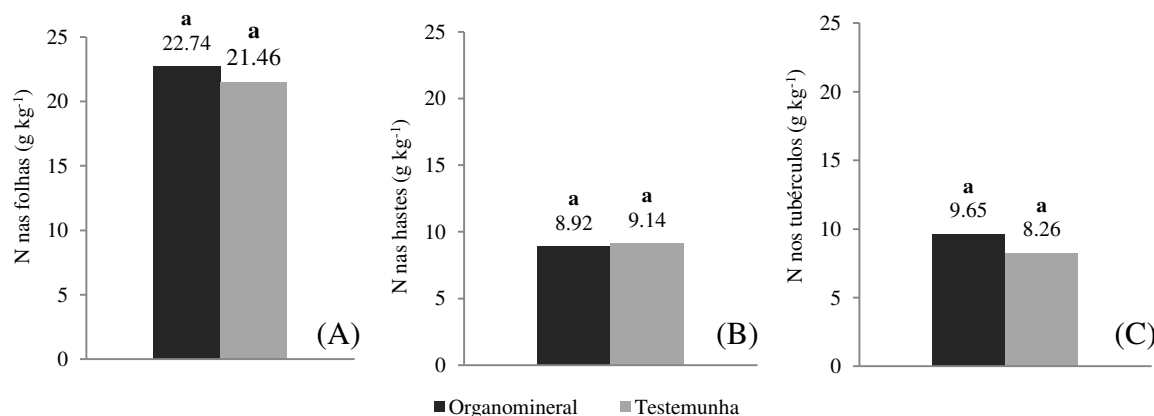 N nas folhas (g kg⁻¹)
25
20
15
10
5
0
a
22.74
a
21.46
(A)
N nas hastes (g kg⁻¹)
25
20
15
10
5
0
a
8.92
a
9.14
(B)
N nos tubérculos (g kg⁻¹)
25
20
15
10
5
0
a
9.65
a
8.26
(C)
Organomineral Testemunha